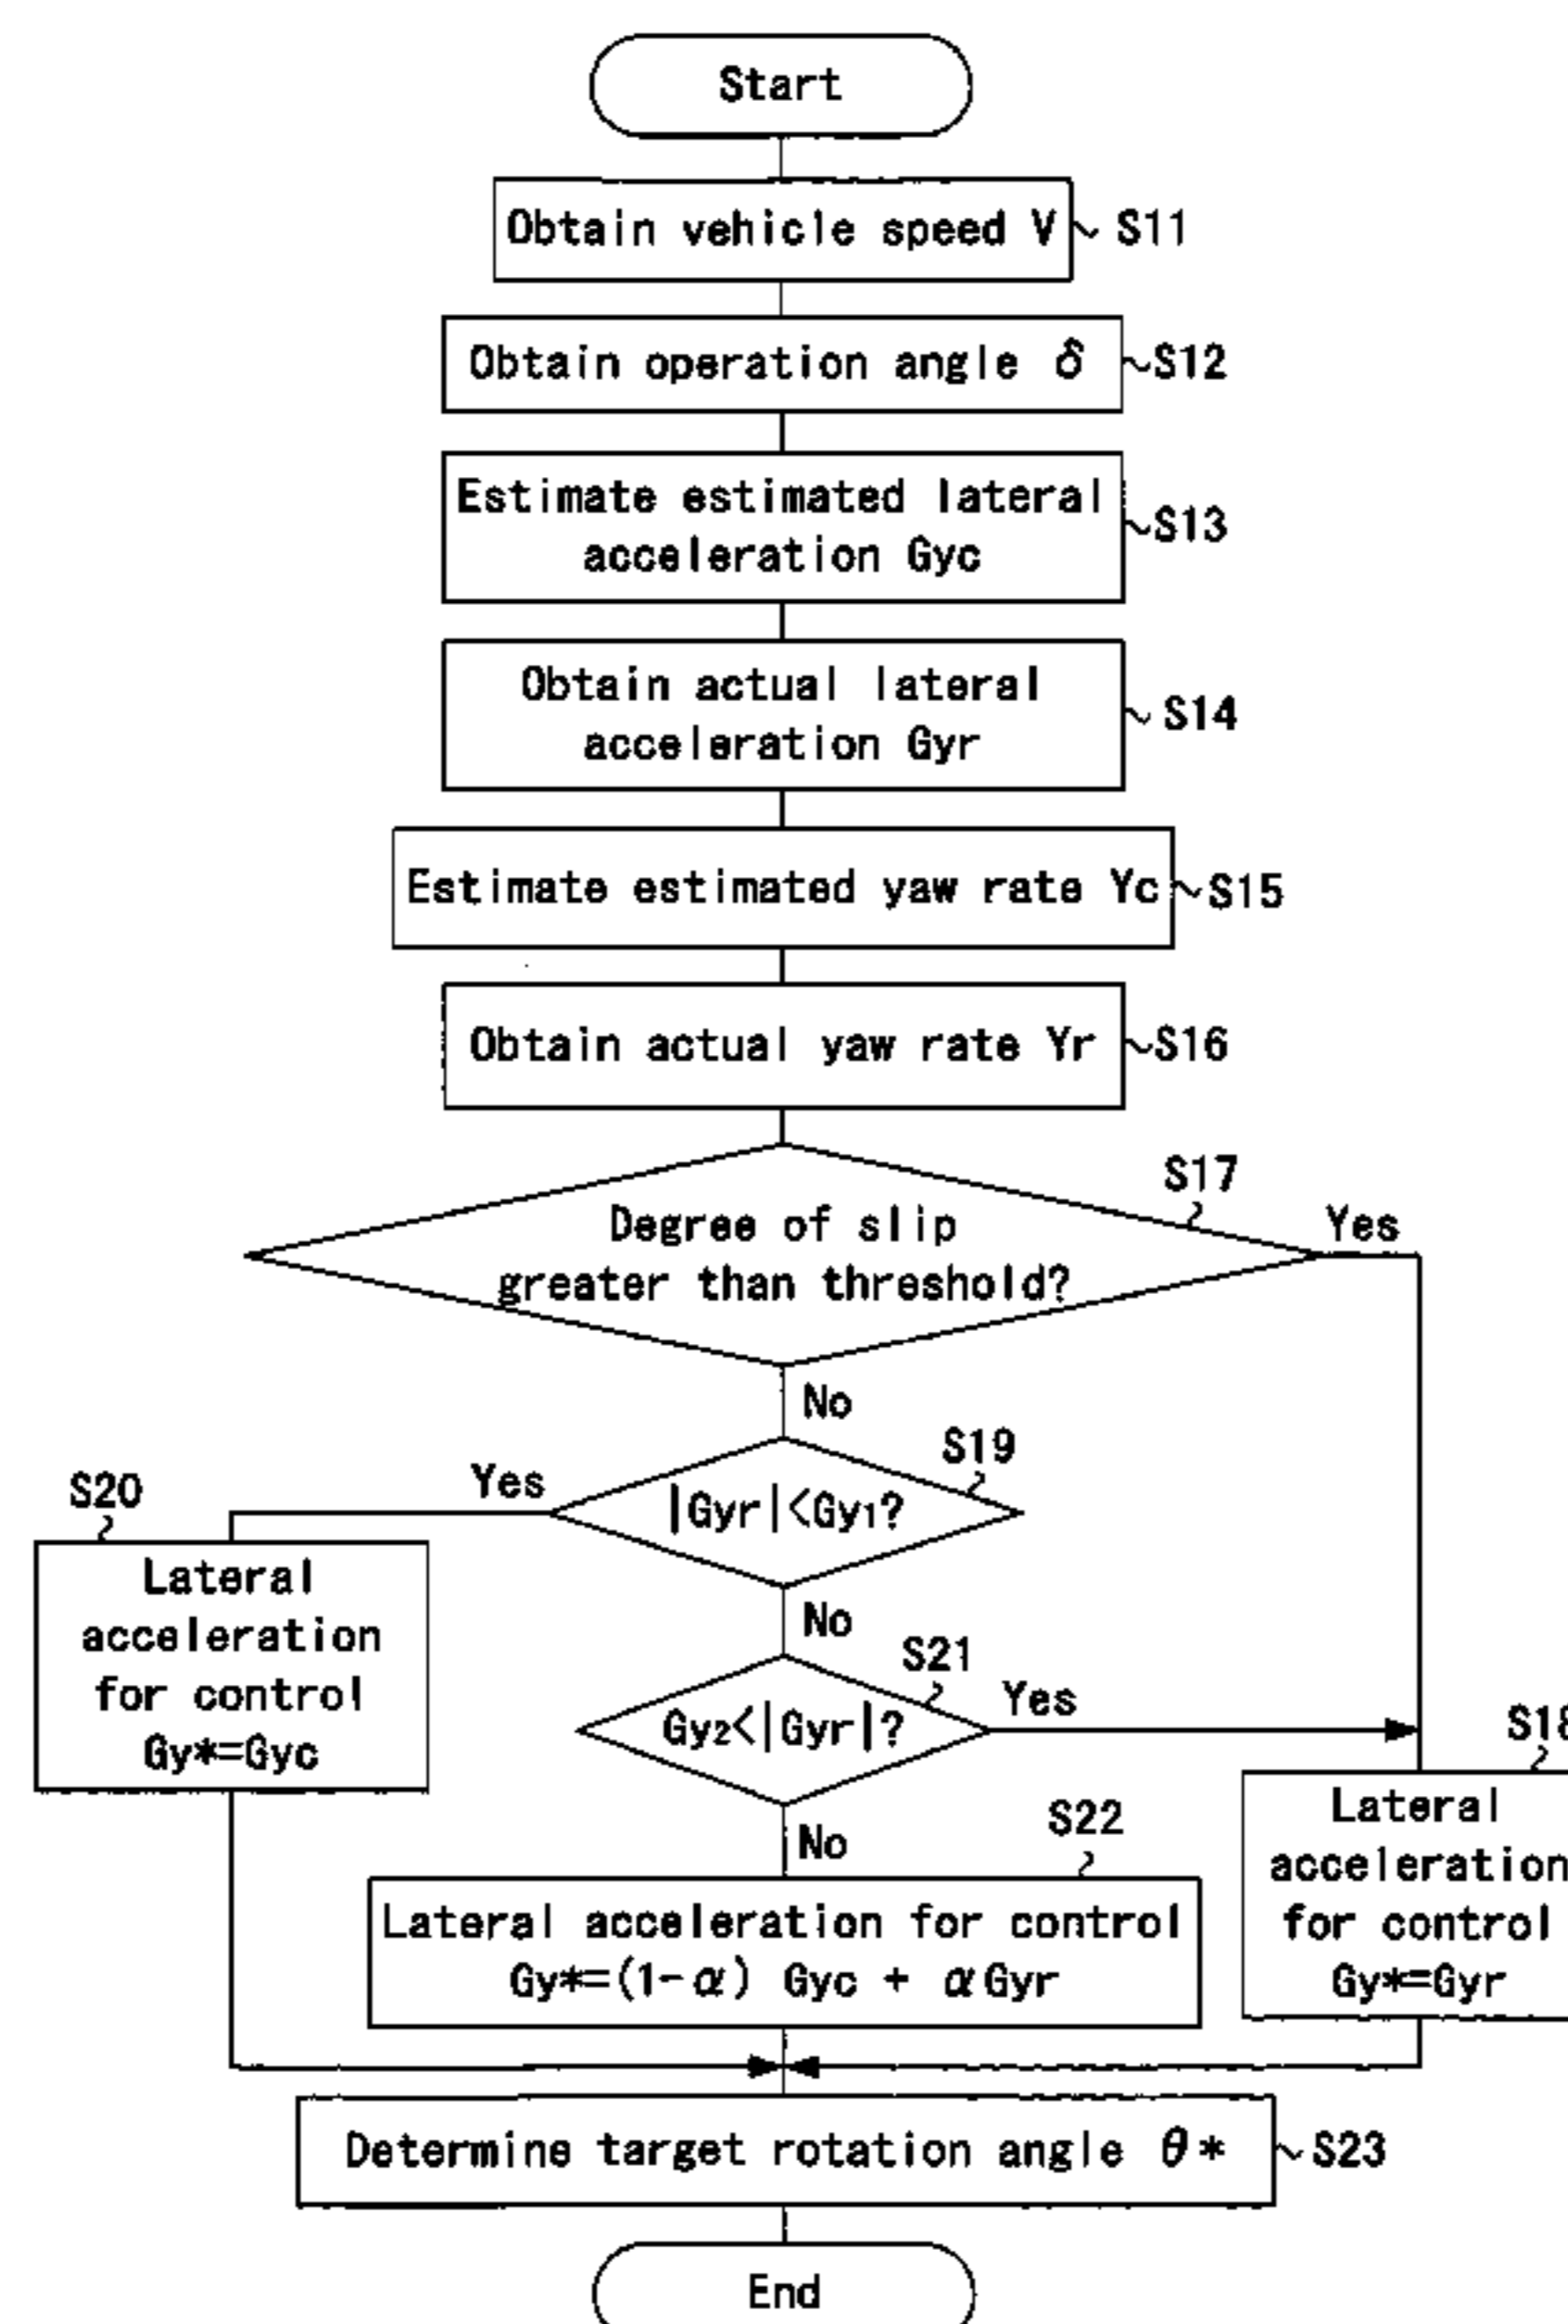 Start
Obtain vehicle speed V
S11
Obtain operation angle δ
S12
Estimate estimated lateral
acceleration Gyc
S13
Obtain actual lateral
acceleration Gyr
S14
Estimate estimated yaw rate Yc
S15
Obtain actual yaw rate Yr
S16
S17
Degree of slip
greater than threshold?
Yes
No
S19
|Gyr|<Gy1?
Yes
No
S20
Lateral
acceleration
for control
Gy*=Gyc
S21
Gy2<|Gyr|?
Yes
No
S18
Lateral
acceleration
for control
Gy*=Gyr
S22
Lateral acceleration for control
Gy*=(1-α) Gyc + αGyr
Determine target rotation angle θ*
S23
End